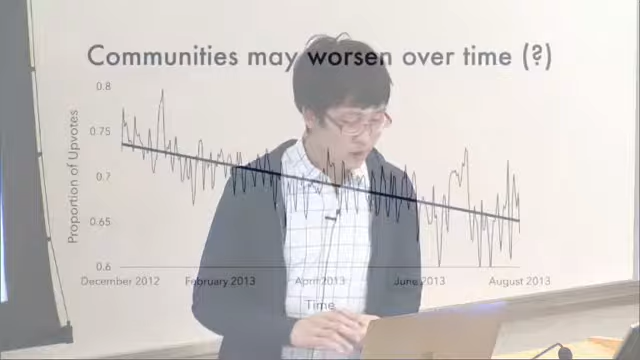 Communities may worsen over time (?)
0.8
0.75
0.7
0.65
0.6
Proportion of Upvotes
December 2012 February 2013 April 2013 June 2013 August 2013
Time